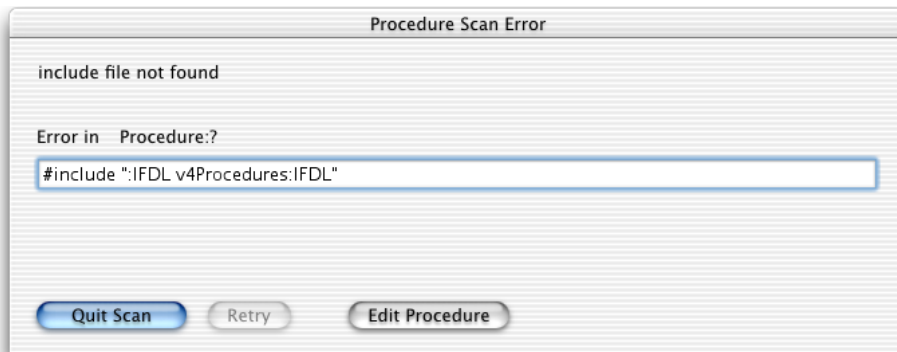 Procedure Scan Error
include file not found
Error in Procedure:?
#include ":IFDL v4Procedures:IFDL"
Quit Scan Retry Edit Procedure